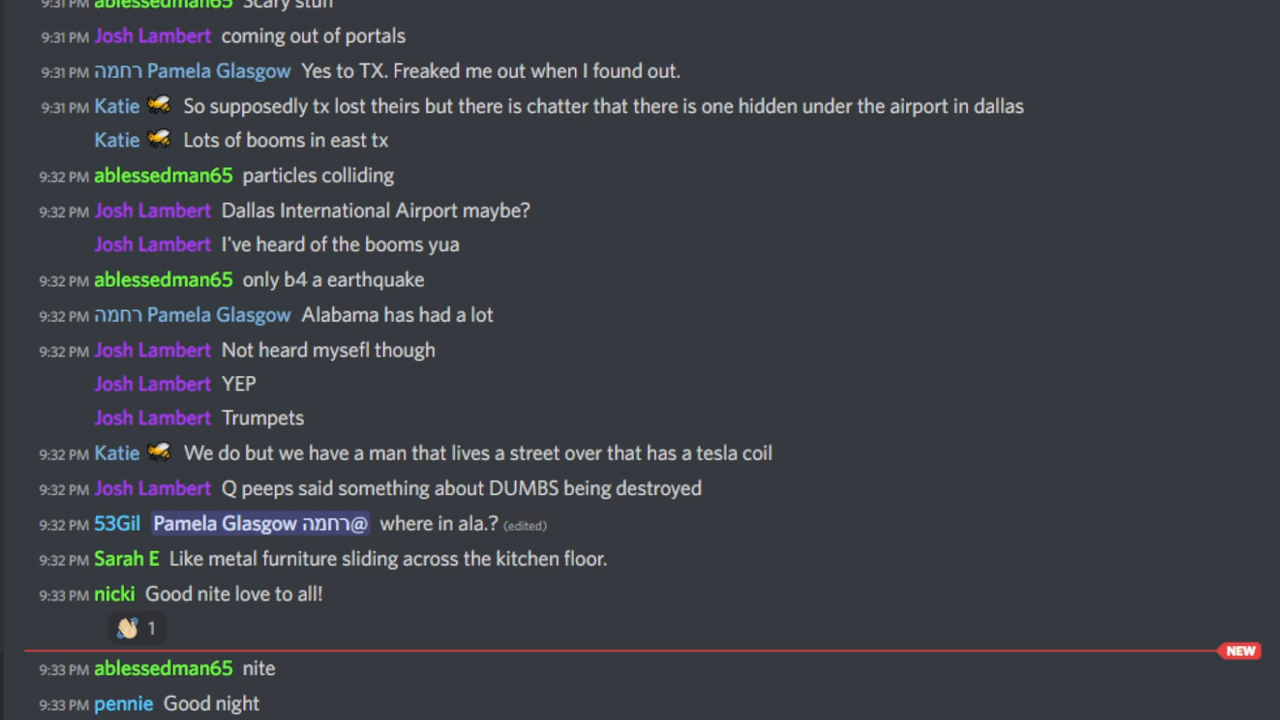 9:31 PM ablessedman65 Scary stuff
9:31 PM Josh Lambert coming out of portals
9:31 PM רחמה Pamela Glasgow Yes to TX. Freaked me out when I found out.
9:31 PM Katie So supposedly tx lost theirs but there is chatter that there is one hidden under the airport in dallas
Katie Lots of booms in east tx
9:32 PM ablessedman65 particles colliding
9:32 PM Josh Lambert Dallas International Airport maybe?
Josh Lambert I've heard of the booms yua
9:32 PM ablessedman65 only b4 a earthquake
9:32 PM רחמה Pamela Glasgow Alabama has had a lot
9:32 PM Josh Lambert Not heard mysefl though
Josh Lambert YEP
Josh Lambert Trumpets
9:32 PM Katie We do but we have a man that lives a street over that has a tesla coil
9:32 PM Josh Lambert Q peeps said something about DUMBS being destroyed
9:32 PM 53Gil Pamela Glasgow רחמה@ where in ala.? (edited)
9:32 PM Sarah E Like metal furniture sliding across the kitchen floor.
9:33 PM nicki Good nite love to all!
1
NEW
9:33 PM ablessedman65 nite
9:33 PM pennie Good night